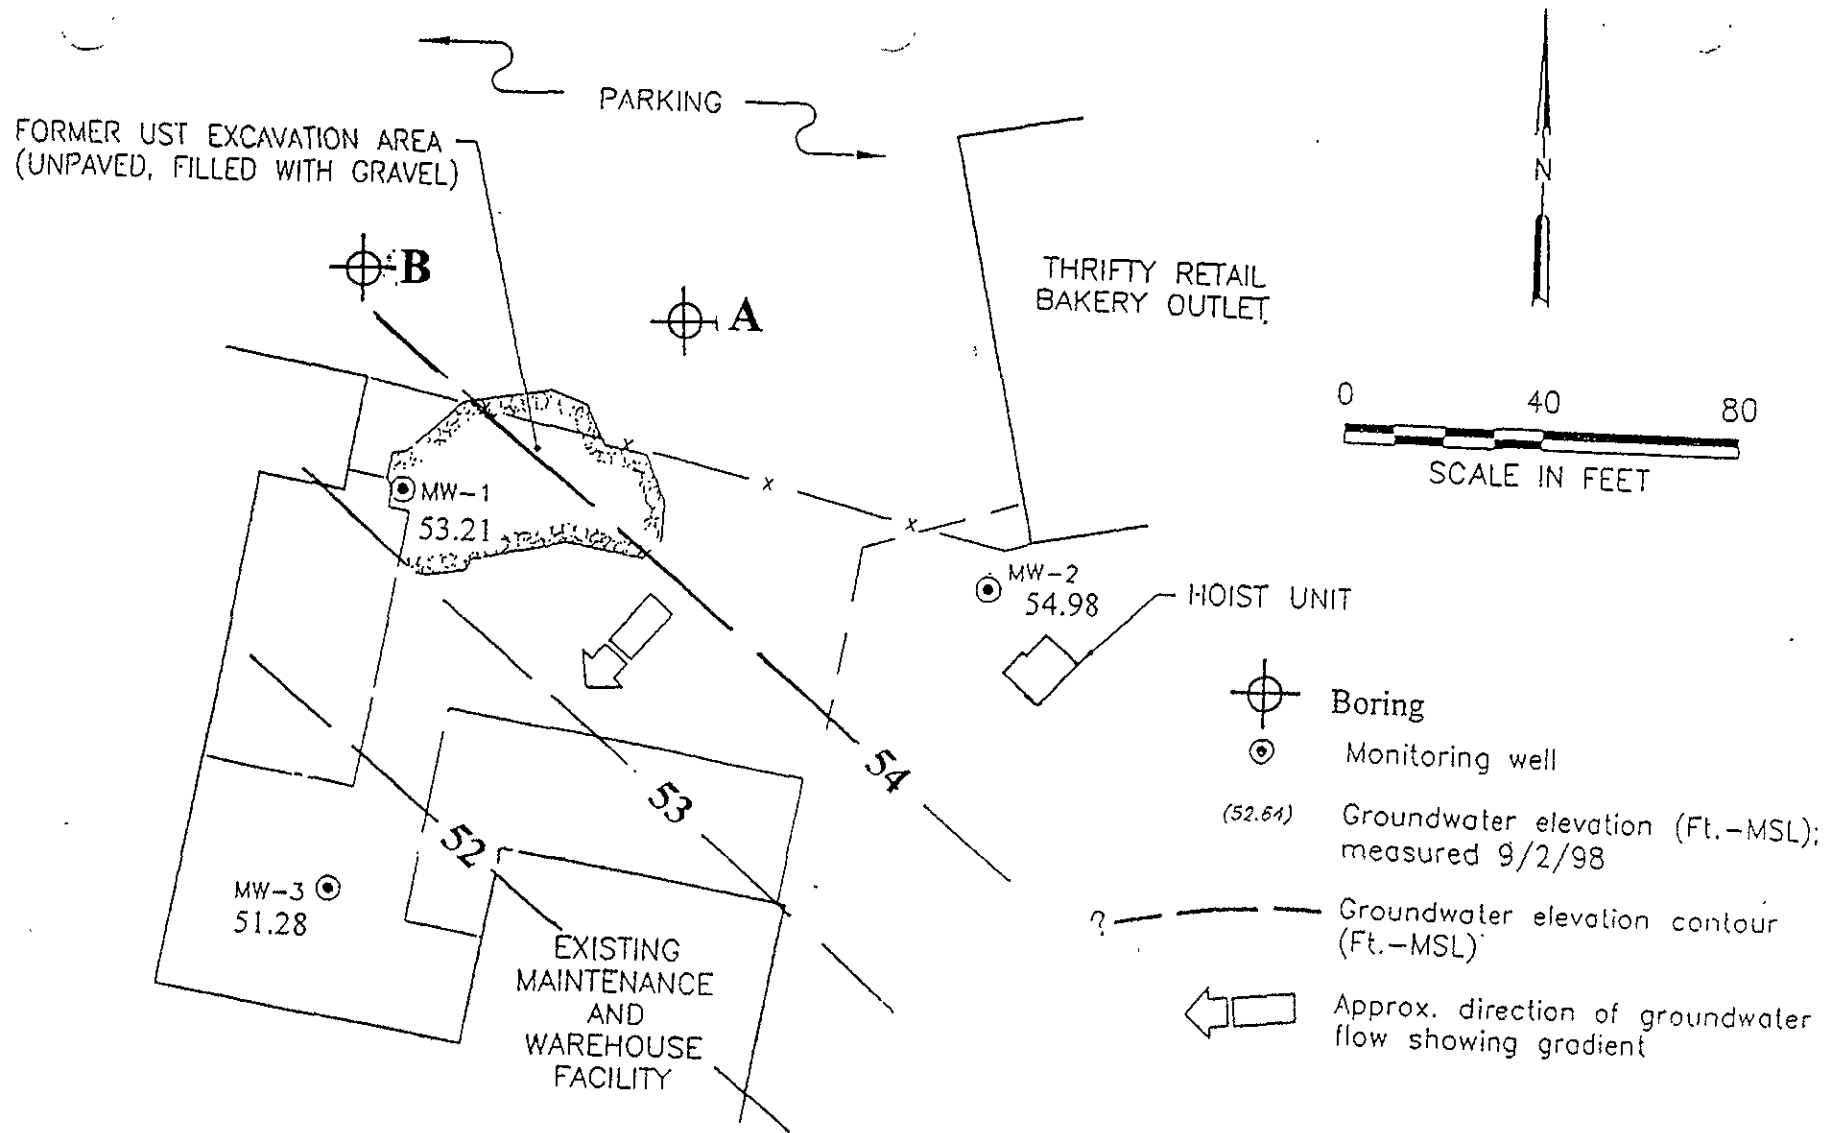 PARKING
FORMER UST EXCAVATION AREA
(UNPAVED, FILLED WITH GRAVEL)
B
A
THRIFTY RETAIL
BAKERY OUTLET
N
0 40 80
SCALE IN FEET
x
x
x
MW-1
53.21
MW-2
54.98
HOIST UNIT
54
53
52
MW-3
51.28
EXISTING
MAINTENANCE
AND
WAREHOUSE
FACILITY
Boring
Monitoring well
(52.64) Groundwater elevation (Ft.-MSL);
measured 9/2/98
? Groundwater elevation contour
(Ft.-MSL)
Approx. direction of groundwater
flow showing gradient